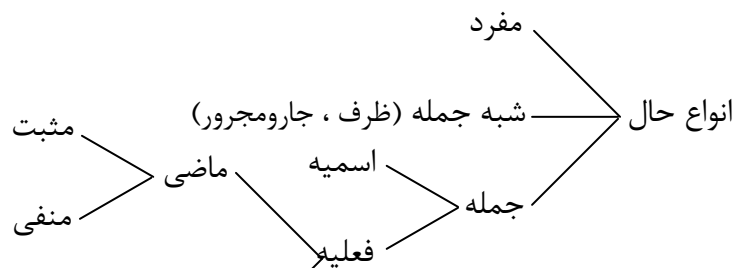 مفرد
انواع حال
شبه جمله (ظرف ، جارومجرور)
مثبت
اسمیه
ماضی
جمله
منفی
فعلیه